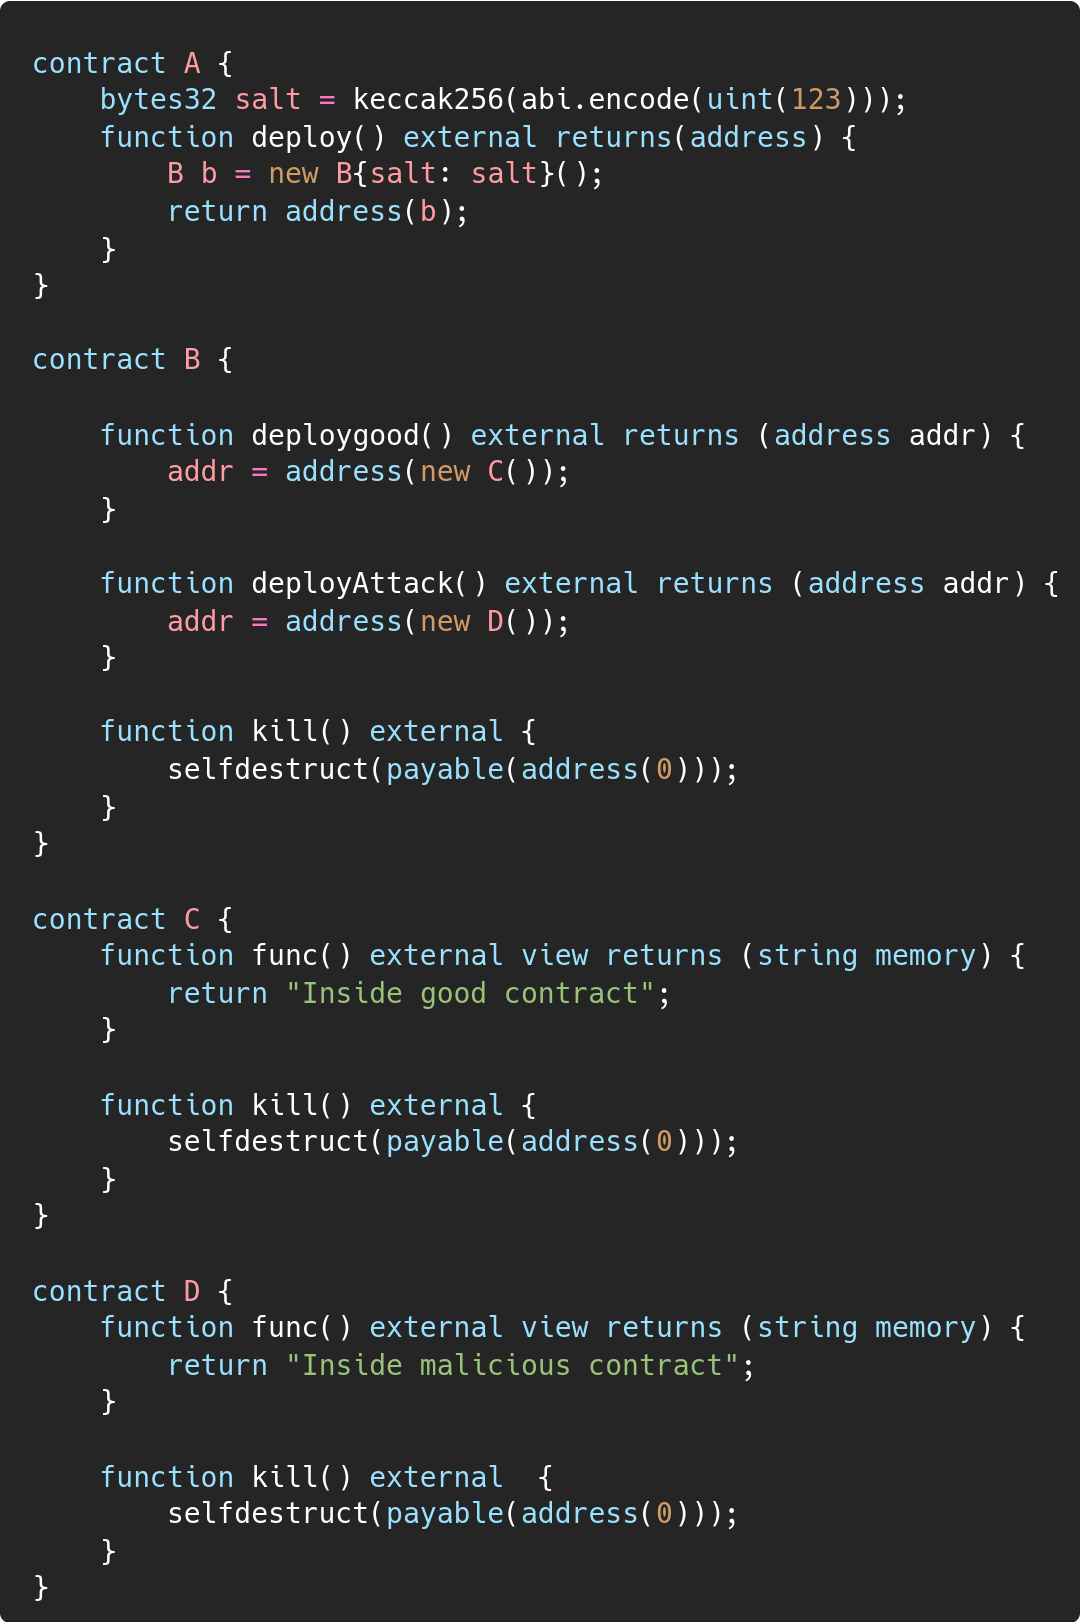 contract A {
    bytes32 salt = keccak256(abi.encode(uint(123)));
    function deploy() external returns(address) {
        B b = new B{salt: salt}();
        return address(b);
    }
}

contract B {

    function deploygood() external returns (address addr) {
        addr = address(new C());
    }

    function deployAttack() external returns (address addr) {
        addr = address(new D());
    }

    function kill() external {
        selfdestruct(payable(address(0)));
    }
}

contract C {
    function func() external view returns (string memory) {
        return "Inside good contract";
    }

    function kill() external {
        selfdestruct(payable(address(0)));
    }
}

contract D {
    function func() external view returns (string memory) {
        return "Inside malicious contract";
    }

    function kill() external  {
        selfdestruct(payable(address(0)));
    }
}